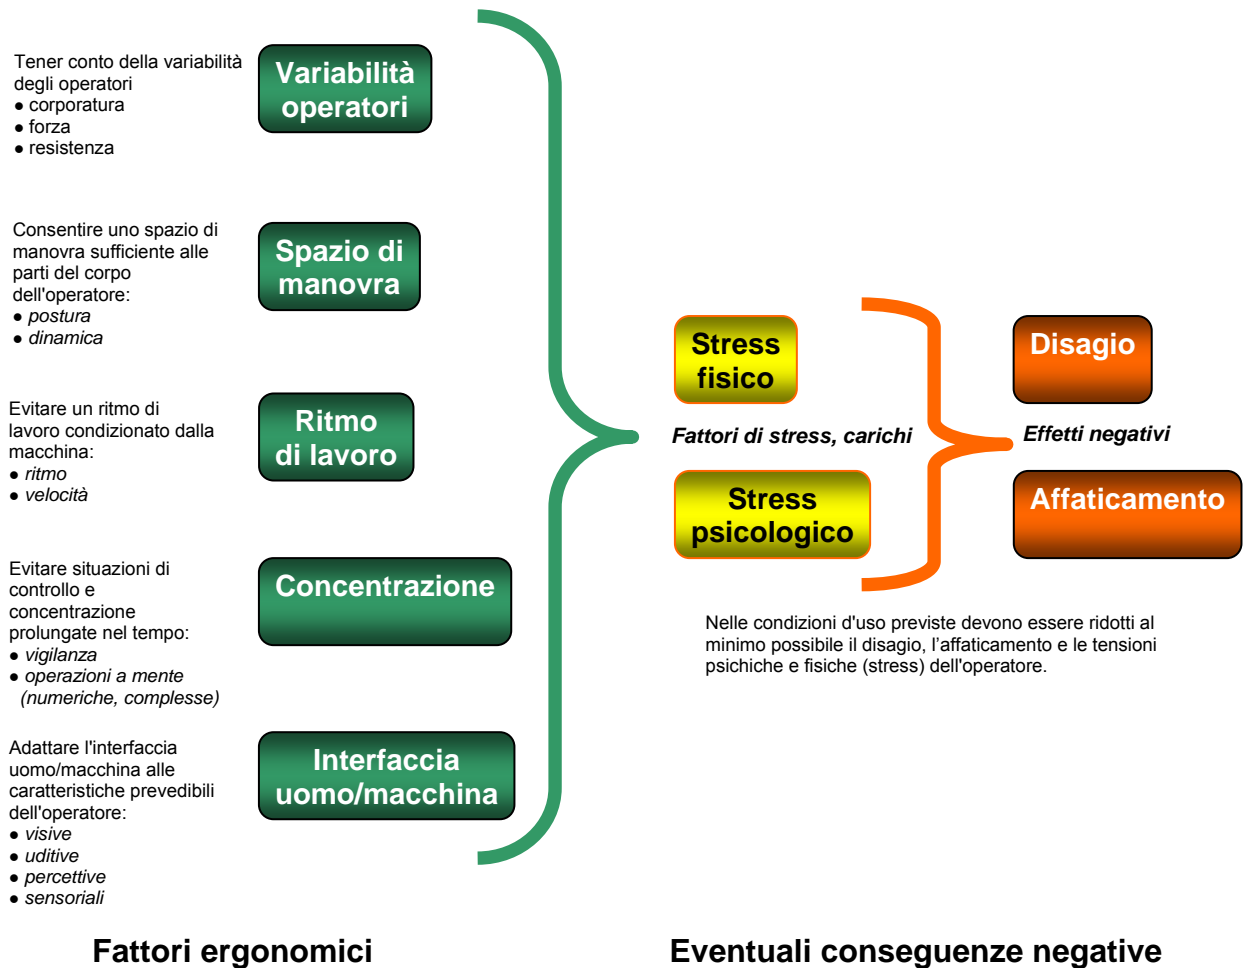 Tener conto della variabilità
degli operatori
● corporatura
● forza
● resistenza
Variabilità
operatori
Consentire uno spazio di
manovra sufficiente alle
parti del corpo
dell'operatore:
● postura
● dinamica
Spazio di
manovra
Evitare un ritmo di
lavoro condizionato dalla
macchina:
● ritmo
● velocità
Ritmo
di lavoro
Evitare situazioni di
controllo e
concentrazione
prolungate nel tempo:
● vigilanza
● operazioni a mente
(numeriche, complesse)
Concentrazione
Adattare l'interfaccia
uomo/macchina alle
caratteristiche prevedibili
dell'operatore:
● visive
● uditive
● percettive
● sensoriali
Interfaccia
uomo/macchina
Stress
fisico
Fattori di stress, carichi
Stress
psicologico
Disagio
Effetti negativi
Affaticamento
Nelle condizioni d'uso previste devono essere ridotti al
minimo possibile il disagio, l’affaticamento e le tensioni
psichiche e fisiche (stress) dell'operatore.
Fattori ergonomici
Eventuali conseguenze negative